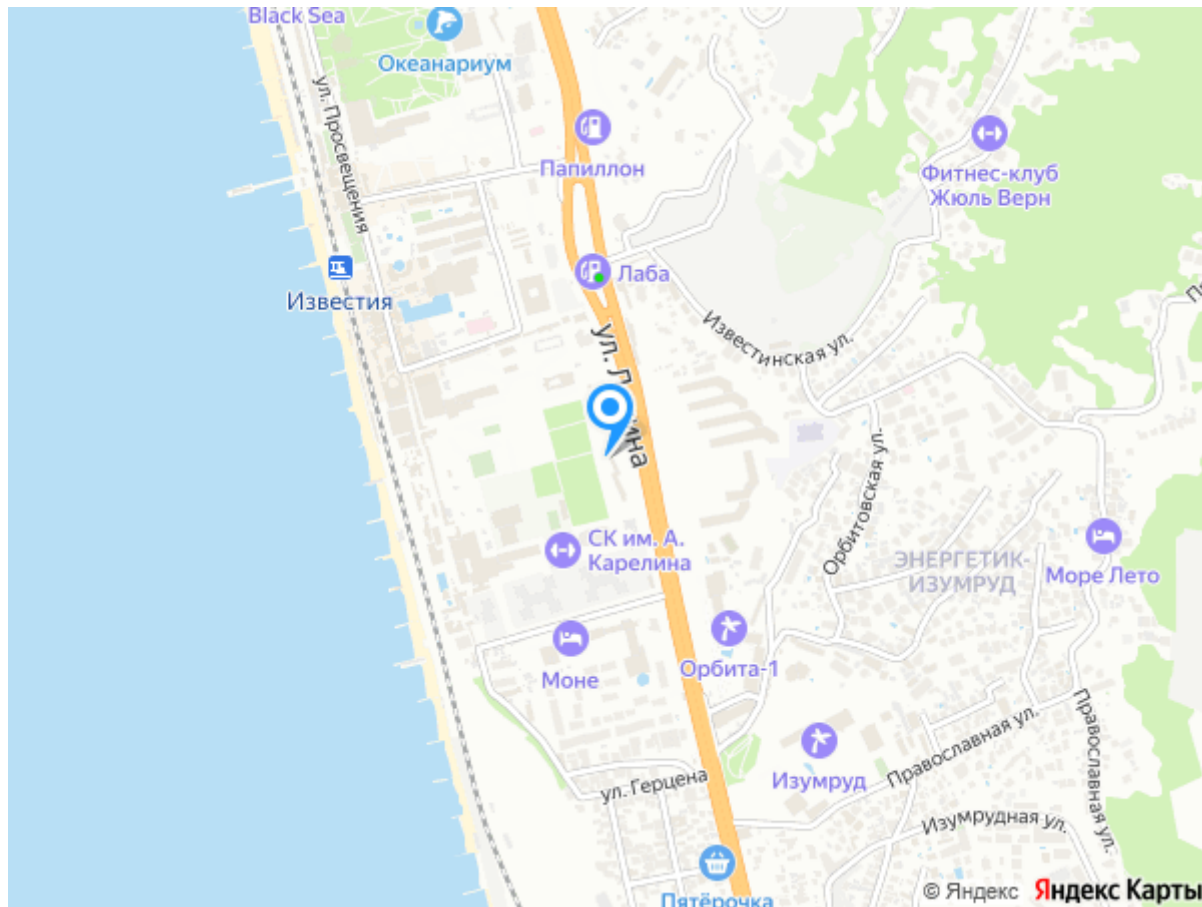 Black Sea
Океанариум
ул. Просвещения
Папиллон
Фитнес-клуб
Жюль Верн
Лаба
Известия
Известинская ул.
ул. Л
ина
Орбитовская ул.
СК им. А.
Карелина
ЭНЕРГЕТИК-
ИЗУМРУД
Море Лето
Моне
Орбита-1
Изумруд
Православная ул.
Православная ул.
ул. Герцена
Изумрудная ул.
Пятёрочка
© Яндекс Яндекс Карты